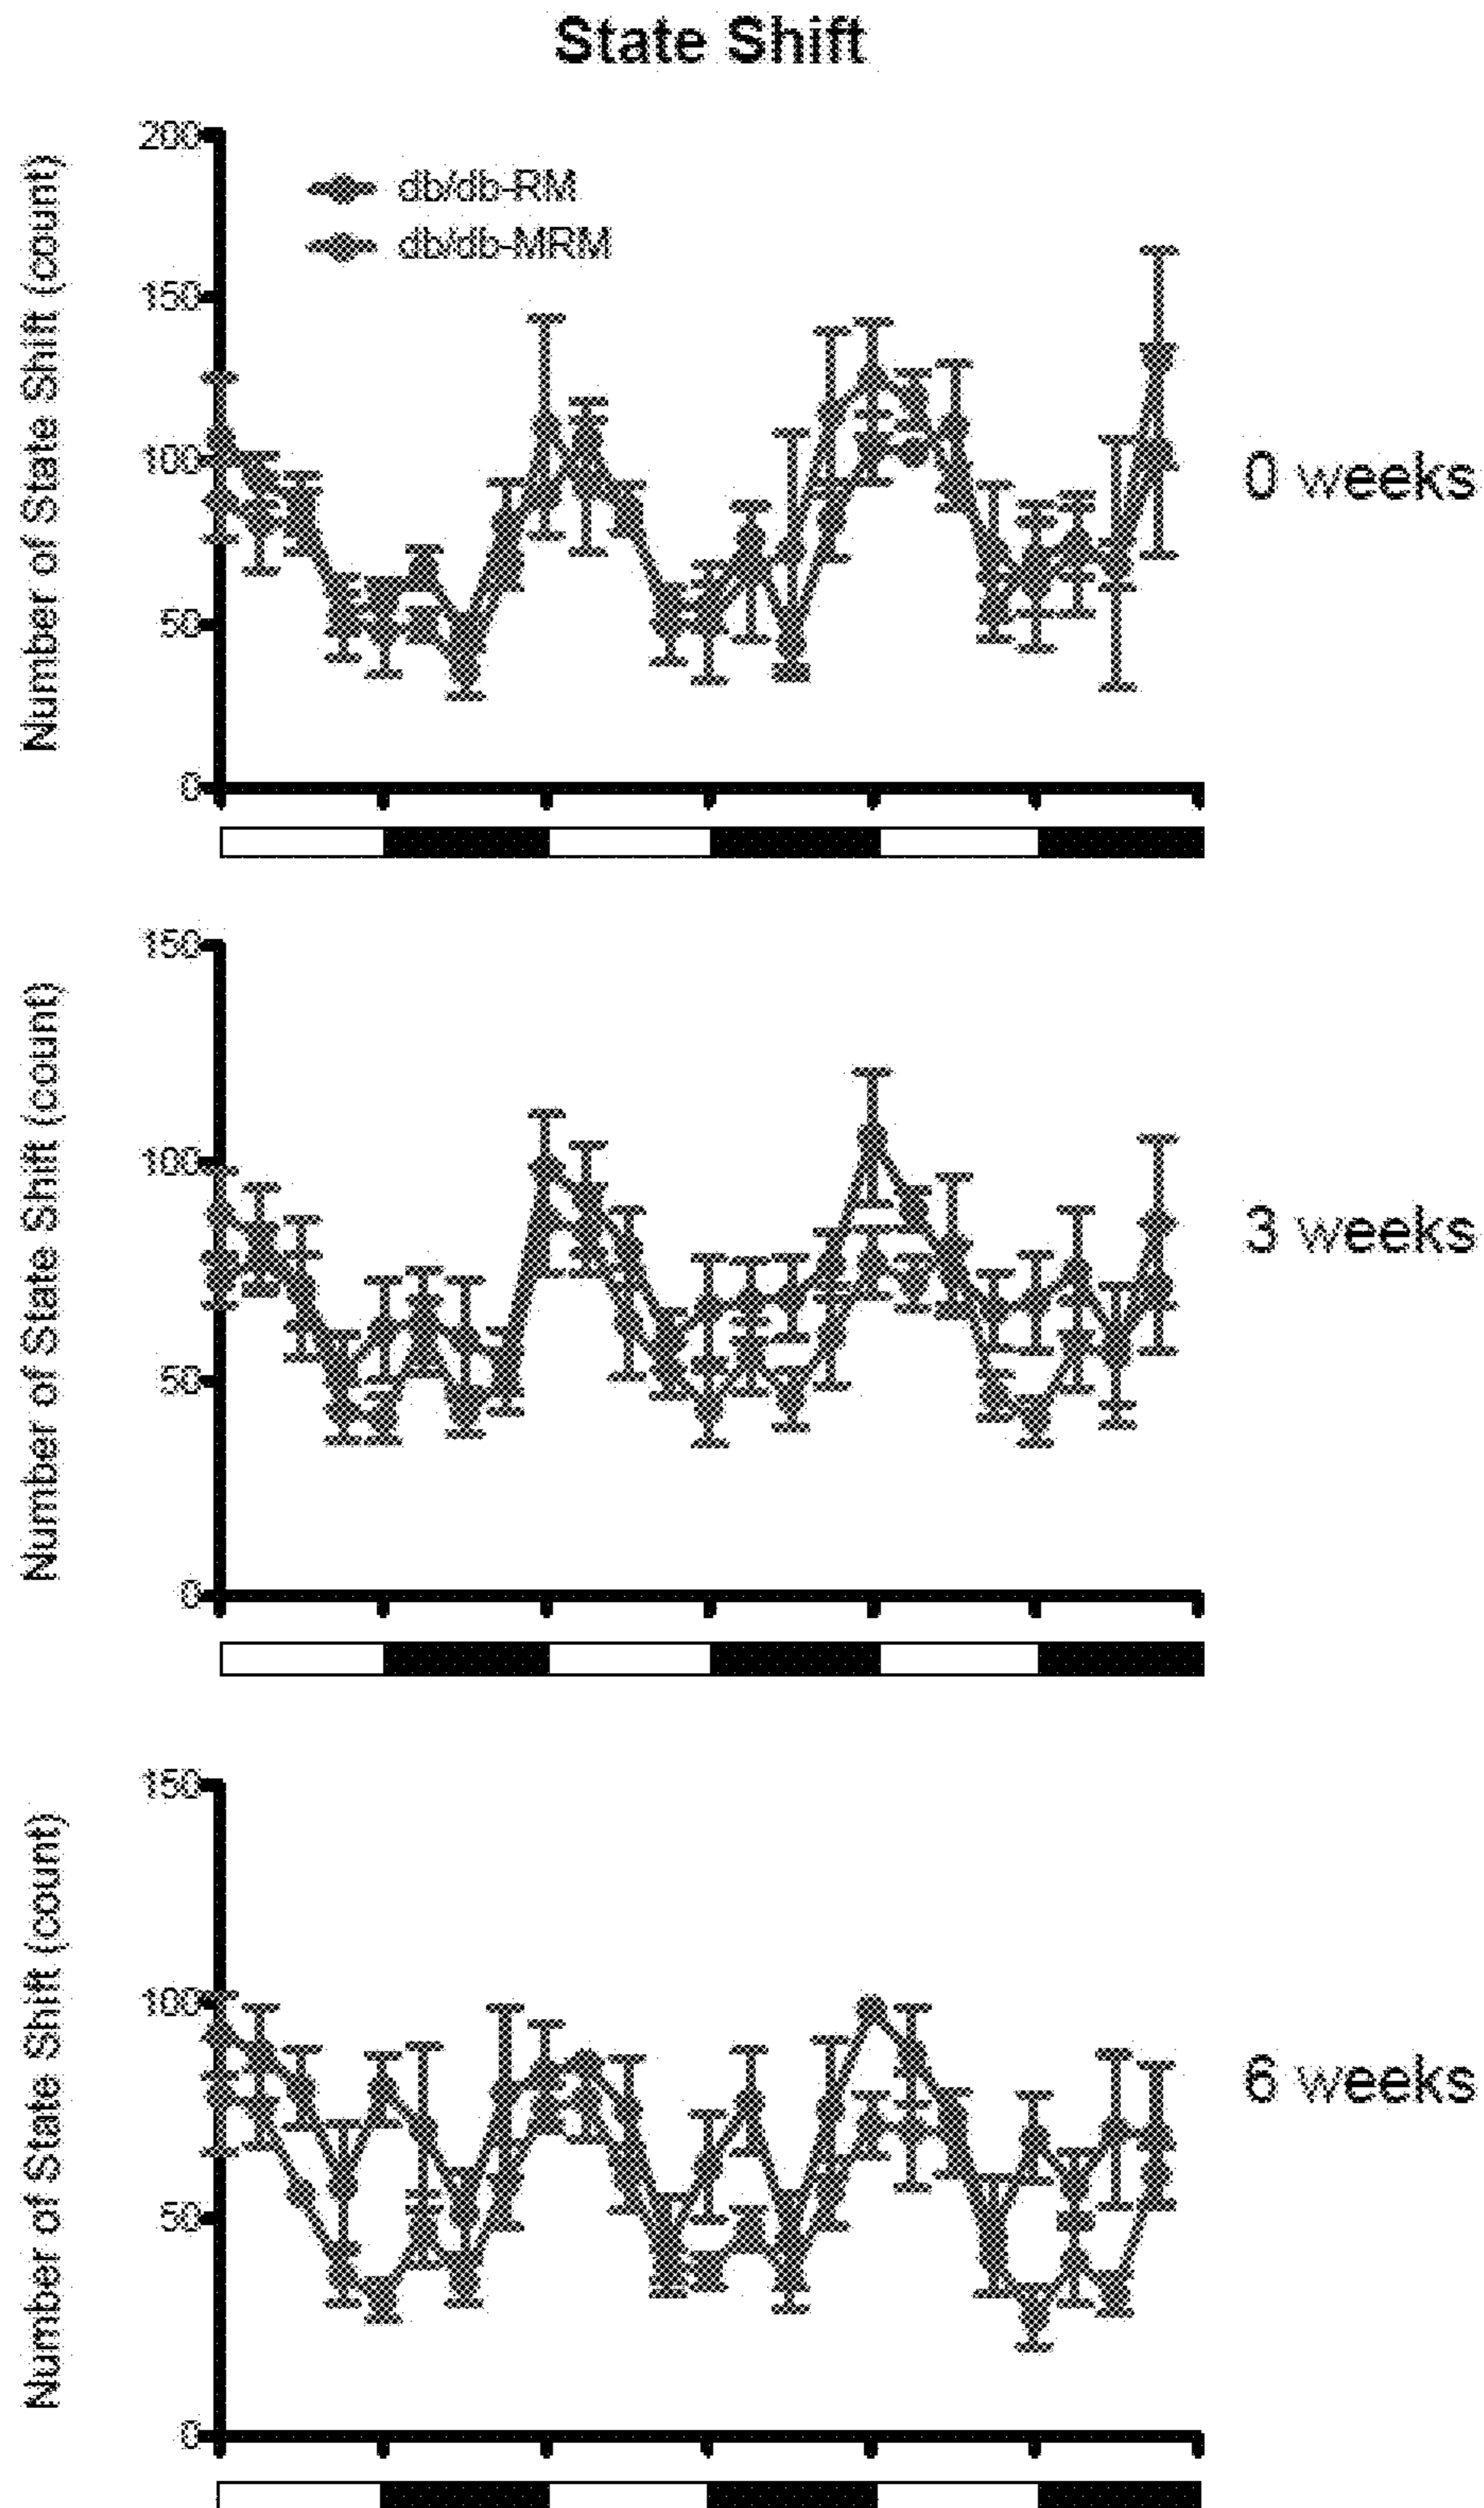 State Shift
Number of State Shift (count)
200
150
100
50
0
db/db-RM
db/db-MRM
0 weeks
Number of State Shift (count)
150
100
50
0
3 weeks
Number of State Shift (count)
150
100
50
0
6 weeks